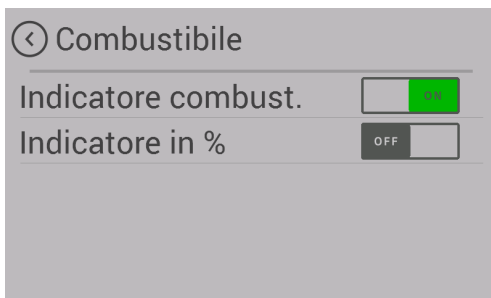 Combustibile
Indicatore combust. ON
Indicatore in % OFF